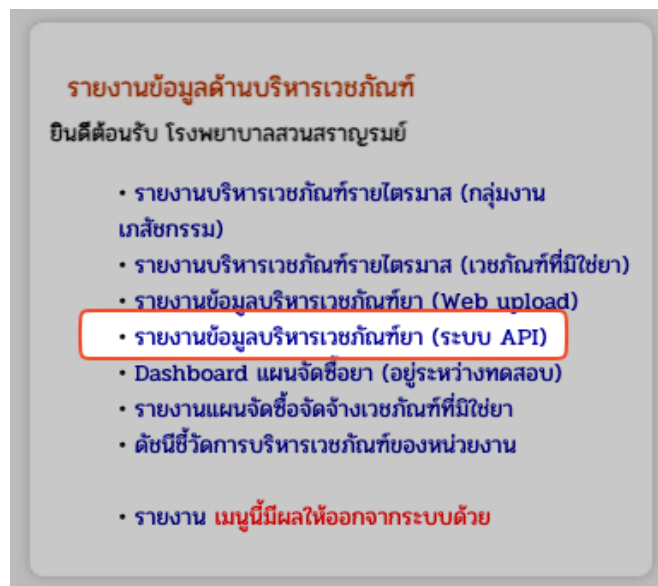 รายงานข้อมูลด้านบริหารเวชภัณฑ์
ยินดีต้อนรับ โรงพยาบาลสวนสราญรมย์
• รายงานบริหารเวชภัณฑ์รายไตรมาส (กลุ่มงาน
เภสัชกรรม)
• รายงานบริหารเวชภัณฑ์รายไตรมาส (เวชภัณฑ์ที่มิใช่ยา)
• รายงานข้อมูลบริหารเวชภัณฑ์ยา (Web upload)
• รายงานข้อมูลบริหารเวชภัณฑ์ยา (ระบบ API)
• Dashboard แผนจัดซื้อยา (อยู่ระหว่างทดสอบ)
• รายงานแผนจัดซื้อจัดจ้างเวชภัณฑ์ที่มิใช่ยา
• ดัชนีชี้วัดการบริหารเวชภัณฑ์ของหน่วยงาน
• รายงาน เมนูนี้มีผลให้ออกจากระบบด้วย